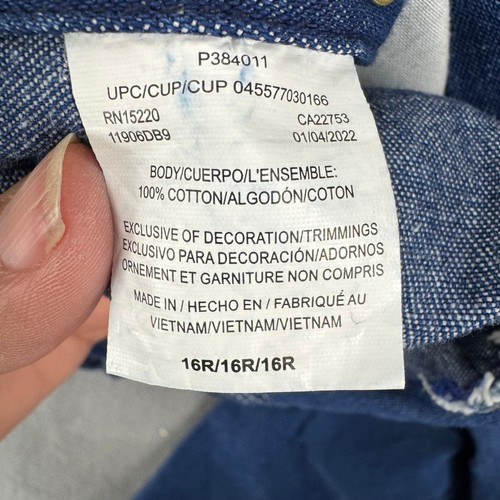 P384011
UPC/CUP/CUP 045577030166
RN15220 CA22753
11906DB9 01/04/2022
BODY/CUERPO/L'ENSEMBLE:
100% COTTON/ALGODÓN/COTON
EXCLUSIVE OF DECORATION/TRIMMINGS
EXCLUSIVO PARA DECORACIÓN/ADORNOS
ORNEMENT ET GARNITURE NON COMPRIS
MADE IN / HECHO EN / FABRIQUÉ AU
VIETNAM/VIETNAM/VIETNAM
16R/16R/16R